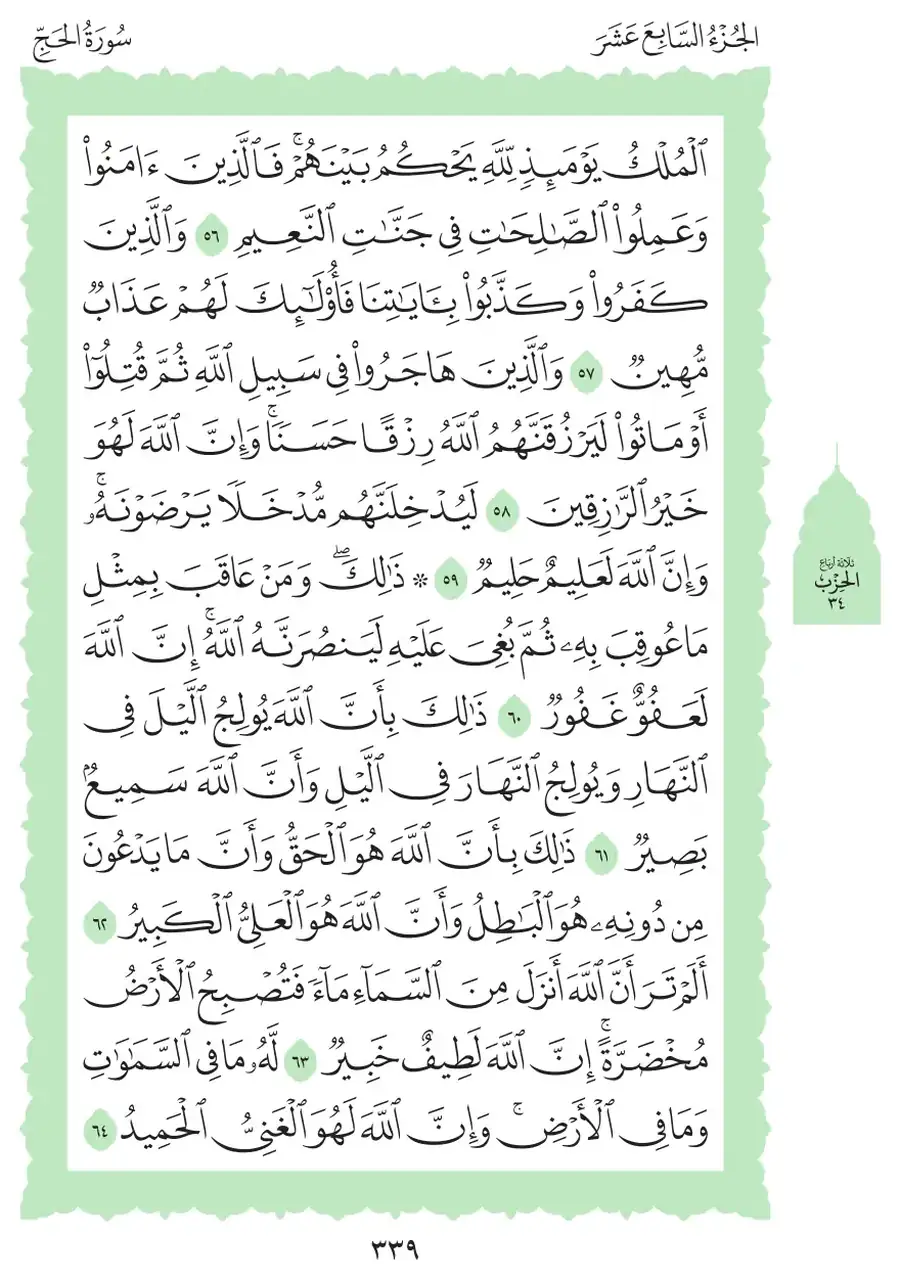 الجُزْءُ السَّابِعَ عَشَرَ
سُورَةُ الحَجِّ
ٱلْمُلْكُ يَوْمَئِذٍ لِّلَّهِ يَحْكُمُ بَيْنَهُمْۚ فَٱلَّذِينَ ءَامَنُوا۟
وَعَمِلُوا۟ ٱلصَّـٰلِحَـٰتِ فِى جَنَّـٰتِ ٱلنَّعِيمِ ٥٦ وَٱلَّذِينَ
كَفَرُوا۟ وَكَذَّبُوا۟ بِـَٔايَـٰتِنَا فَأُو۟لَـٰٓئِكَ لَهُمْ عَذَابٌ
مُّهِينٌ ٥٧ وَٱلَّذِينَ هَاجَرُوا۟ فِى سَبِيلِ ٱللَّهِ ثُمَّ قُتِلُوٓا۟
أَوْ مَاتُوا۟ لَيَرْزُقَنَّهُمُ ٱللَّهُ رِزْقًا حَسَنًاۚ وَإِنَّ ٱللَّهَ لَهُوَ
خَيْرُ ٱلرَّٰزِقِينَ ٥٨ لَيُدْخِلَنَّهُم مُّدْخَلًا يَرْضَوْنَهُۥۚ
وَإِنَّ ٱللَّهَ لَعَلِيمٌ حَلِيمٌ ٥٩ * ذَٰلِكَۖ وَمَنْ عَاقَبَ بِمِثْلِ
مَا عُوقِبَ بِهِۦ ثُمَّ بُغِىَ عَلَيْهِ لَيَنصُرَنَّهُ ٱللَّهُۚ إِنَّ ٱللَّهَ
لَعَفُوٌّ غَفُورٌ ٦٠ ذَٰلِكَ بِأَنَّ ٱللَّهَ يُولِجُ ٱلَّيْلَ فِى
ٱلنَّهَارِ وَيُولِجُ ٱلنَّهَارَ فِى ٱلَّيْلِ وَأَنَّ ٱللَّهَ سَمِيعٌۢ
بَصِيرٌ ٦١ ذَٰلِكَ بِأَنَّ ٱللَّهَ هُوَ ٱلْحَقُّ وَأَنَّ مَا يَدْعُونَ
مِن دُونِهِۦ هُوَ ٱلْبَـٰطِلُ وَأَنَّ ٱللَّهَ هُوَ ٱلْعَلِىُّ ٱلْكَبِيرُ ٦٢
أَلَمْ تَرَ أَنَّ ٱللَّهَ أَنزَلَ مِنَ ٱلسَّمَآءِ مَآءً فَتُصْبِحُ ٱلْأَرْضُ
مُخْضَرَّةًۚ إِنَّ ٱللَّهَ لَطِيفٌ خَبِيرٌ ٦٣ لَّهُۥ مَا فِى ٱلسَّمَـٰوَٰتِ
وَمَا فِى ٱلْأَرْضِۚ وَإِنَّ ٱللَّهَ لَهُوَ ٱلْغَنِىُّ ٱلْحَمِيدُ ٦٤
ثلاثة أرباع
الحِزْب
٣٤
٣٣٩